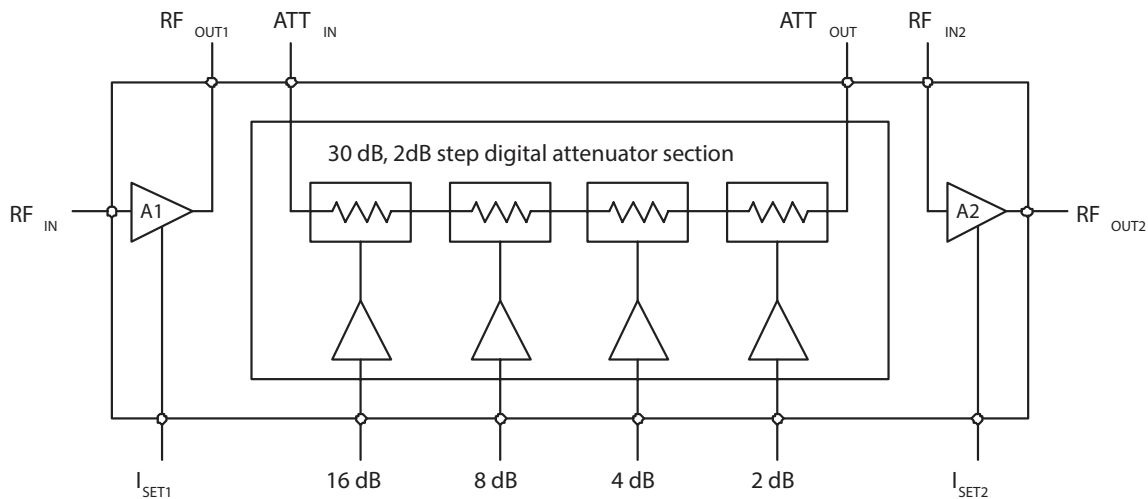 RF OUT1
ATT IN
ATT OUT
RF IN2
30 dB, 2dB step digital attenuator section
RF IN
A1
A2
RF OUT2
I SET1
16 dB
8 dB
4 dB
2 dB
I SET2